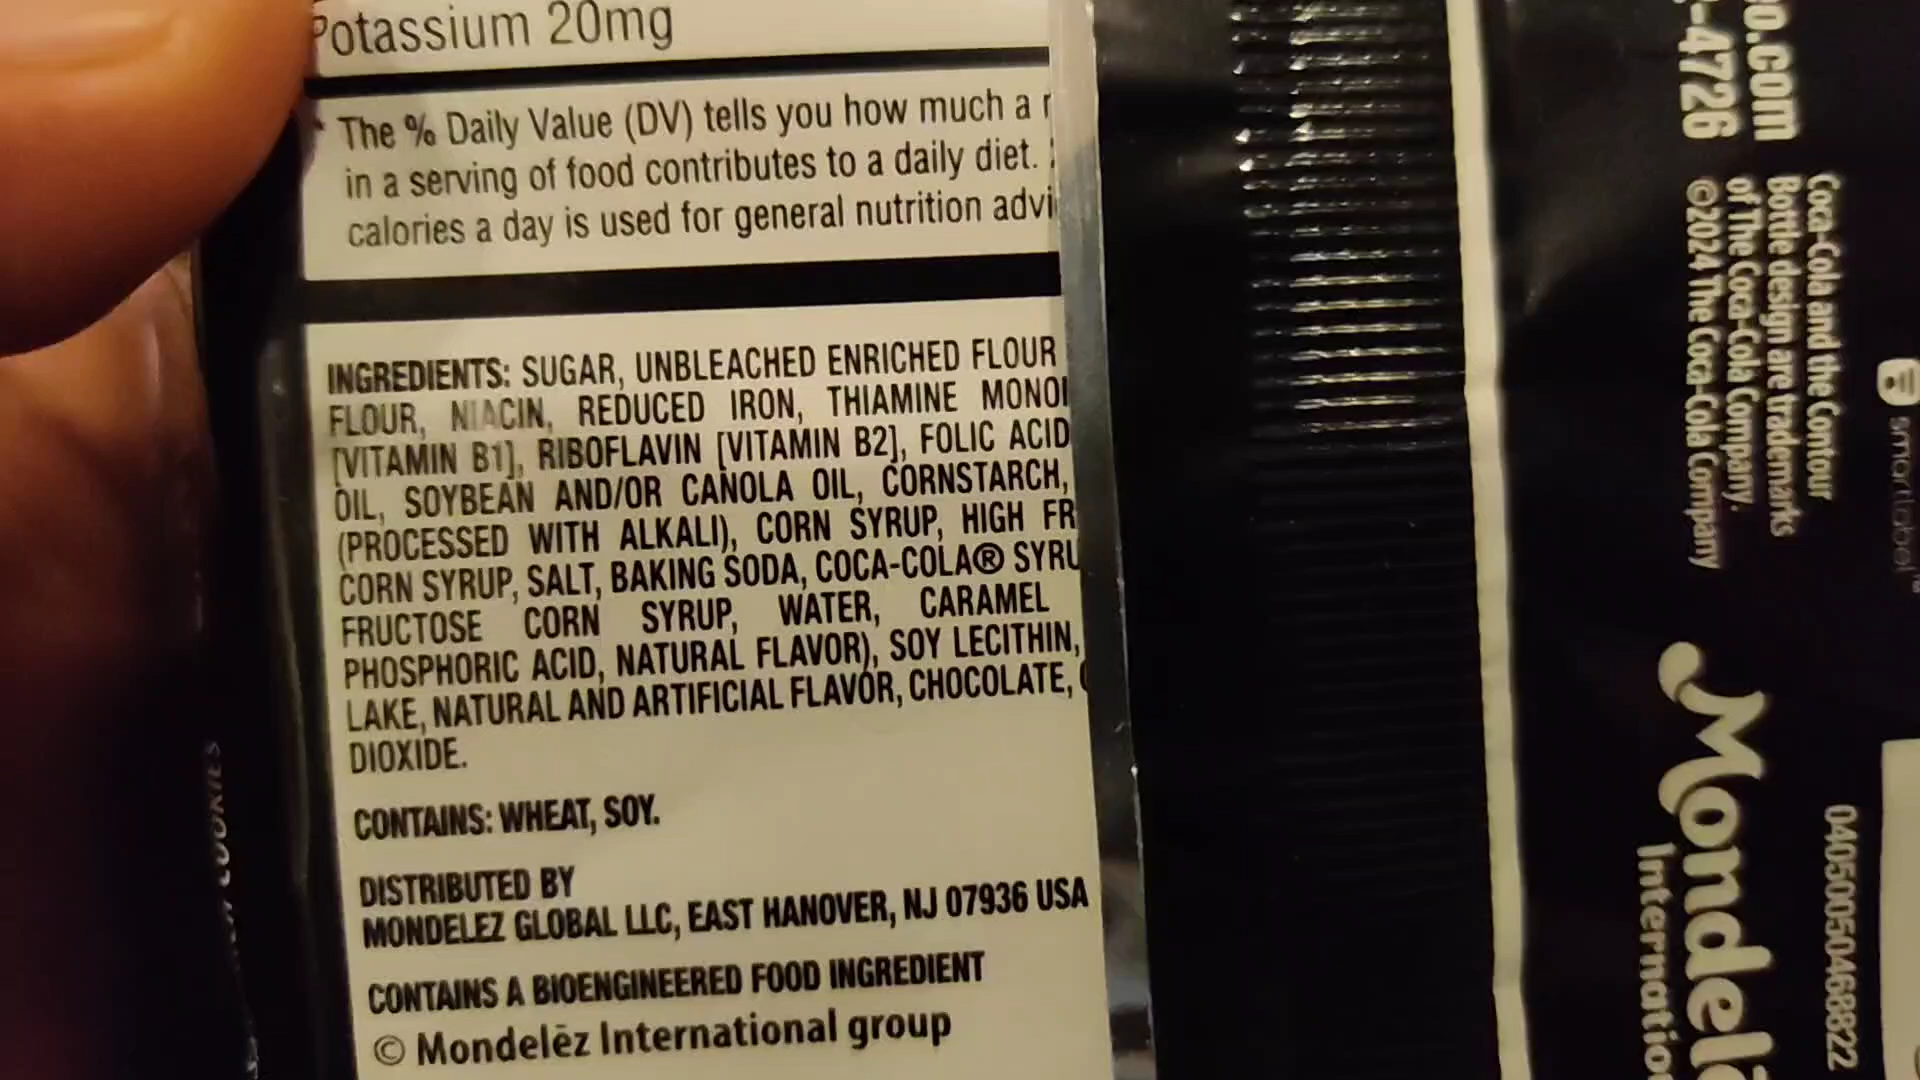 Potassium 20mg
* The % Daily Value (DV) tells you how much a
in a serving of food contributes to a daily diet.
calories a day is used for general nutrition advi
INGREDIENTS: SUGAR, UNBLEACHED ENRICHED FLOUR
FLOUR, NIACIN, REDUCED IRON, THIAMINE MONO
[VITAMIN B1], RIBOFLAVIN [VITAMIN B2], FOLIC ACID
OIL, SOYBEAN AND/OR CANOLA OIL, CORNSTARCH,
(PROCESSED WITH ALKALI), CORN SYRUP, HIGH FR
CORN SYRUP, SALT, BAKING SODA, COCA-COLA® SYRU
FRUCTOSE CORN SYRUP, WATER, CARAMEL
PHOSPHORIC ACID, NATURAL FLAVOR), SOY LECITHIN,
LAKE, NATURAL AND ARTIFICIAL FLAVOR, CHOCOLATE,
DIOXIDE.
CONTAINS: WHEAT, SOY.
DISTRIBUTED BY
MONDELEZ GLOBAL LLC, EAST HANOVER, NJ 07936 USA
CONTAINS A BIOENGINEERED FOOD INGREDIENT
© Mondelēz International group
o.com
-4726
Coca-Cola and the Contour
Bottle design are trademarks
of The Coca-Cola Company.
©2024 The Coca-Cola Company
smartlabel™
Mondelē
Internatio
COOKIES